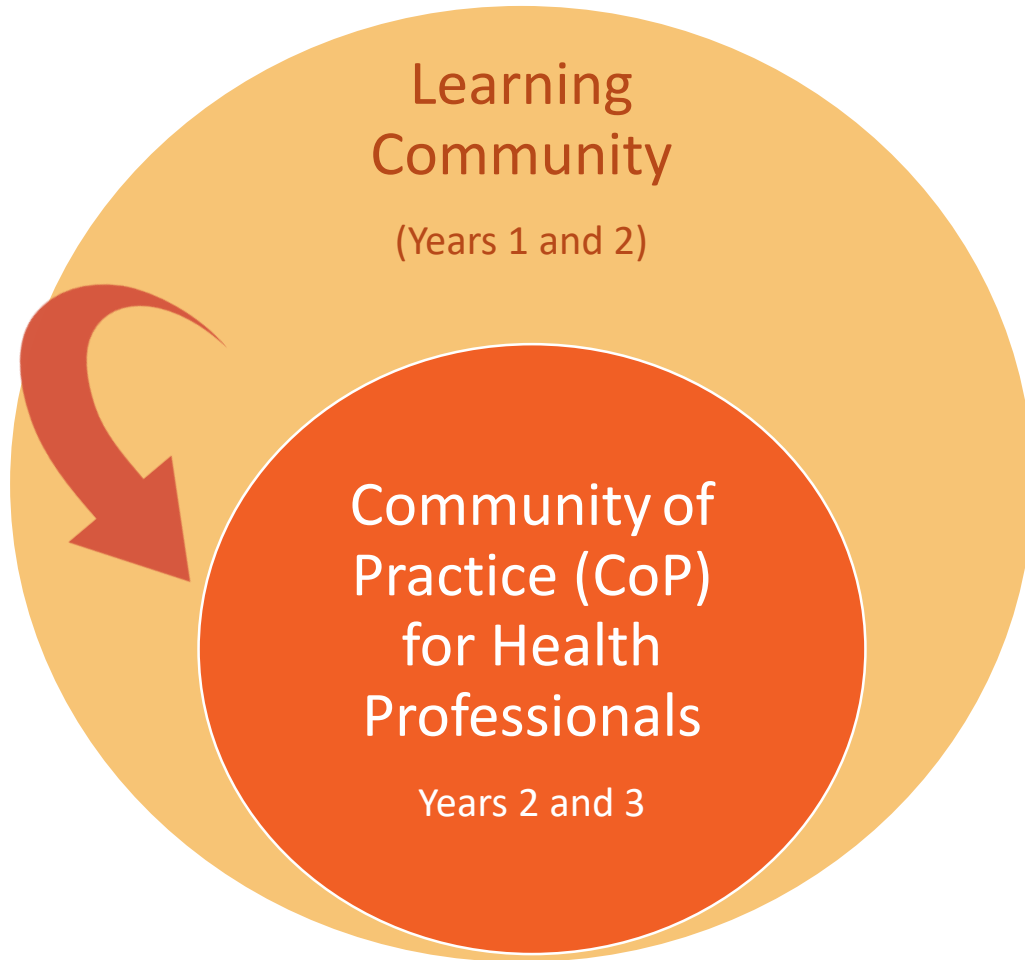 Learning
Community
(Years 1 and 2)
Community of
Practice (CoP)
for Health
Professionals
Years 2 and 3